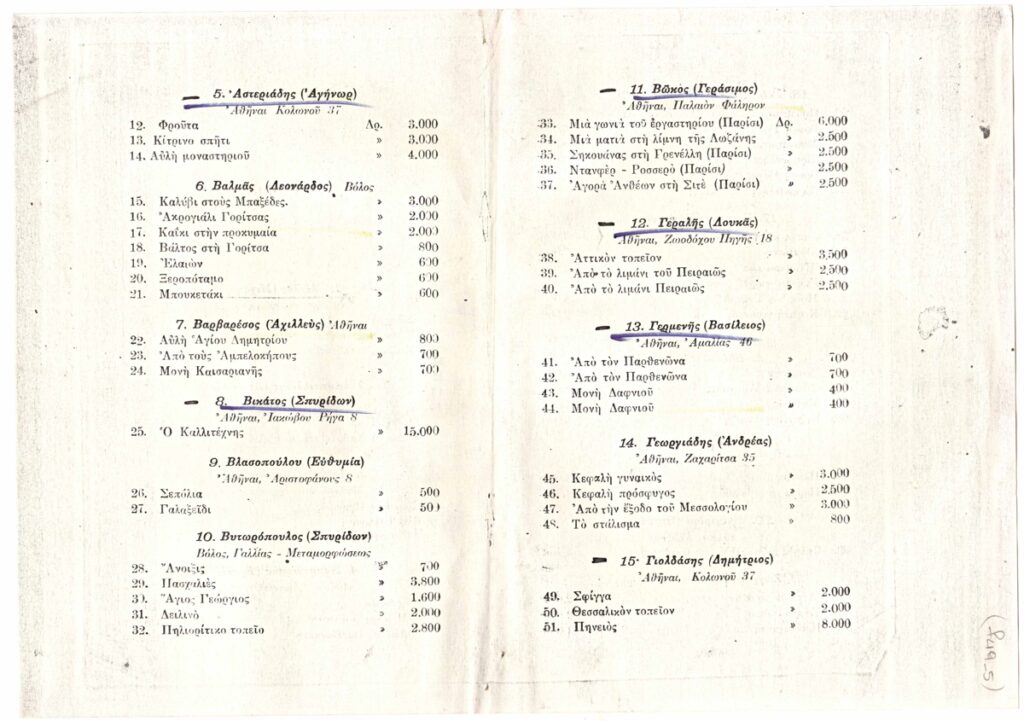 5. Ἀστεριάδης (Ἀγήνωρ)
Ἀθῆναι Κολωνοῦ 37
12. Φροῦτα Δρ. 3.000
13. Κίτρινο σπῆτι » 3.000
14. Αὐλὴ μοναστηριοῦ » 4.000
6. Βαλμᾶς (Λεονάρδος) Βόλος
15. Καλύβι στοὺς Μπαξέδες. » 3.000
16. Ἀκρογιάλι Γορίτσας » 2.000
17. Καΐκι στὴν προκυμαία » 2.000
18. Βάλτος στὴ Γορίτσα » 800
19. Ἐλαιὼν » 600
20. Ξεροπόταμο » 600
21. Μπουκετάκι » 600
7. Βαρβαρέσος (Ἀχιλλεὺς) Ἀθῆναι
22. Αὐλὴ Ἁγίου Δημητρίου » 800
23. Ἀπὸ τοὺς Ἀμπελοκήπους » 700
24. Μονὴ Καισαριανῆς » 700
8. Βικάτος (Σπυρίδων)
Ἀθῆναι, Ἰακώβου Ρήγα 8
25. Ὁ Καλλιτέχνης » 15.000
9. Βλασοπούλου (Εὐθυμία)
Ἀθῆναι, Ἀριστοφάνους 8
26. Σεπόλια » 500
27. Γαλαξεῖδι » 500
10. Βυτωρόπουλος (Σπυρίδων)
Βόλος, Γαλλίας - Μεταμορφώσεως
28. Ἄνοιξις » 700
29. Πασχαλιὲς » 3.800
30. Ἅγιος Γεώργιος » 1.600
31. Δειλινὸ » 2.000
32. Πηλιορίτικο τοπεῖο » 2.800
11. Βῶκος (Γεράσιμος)
Ἀθῆναι, Παλαιὸν Φάληρον
33. Μιὰ γωνιὰ τοῦ ἐργαστηρίου (Παρίσι) Δρ. 6,000
34. Μιὰ ματιὰ στὴ λίμνη τῆς Λωζάνης » 2.500
35. Σηκουάνας στὴ Γρενέλλη (Παρίσι) » 2.500
36. Ντανφὲρ - Ροσσερὸ (Παρίσι) » 2.500
37. Ἀγορὰ Ἀνθέων στὴ Σιτὲ (Παρίσι) » 2,500
12. Γεραλῆς (Λουκᾶς)
Ἀθῆναι, Ζωοδόχου Πηγῆς 18
38. Ἀττικὸν τοπεῖον » 3,500
39. Ἀπὸ τὸ λιμάνι τοῦ Πειραιῶς » 2,500
40. Ἀπὸ τὸ λιμάνι Πειραιῶς » 2.500
13. Γερμενῆς (Βασίλειος)
Ἀθῆναι, Ἀμαλίας 46
41. Ἀπὸ τὸν Παρθενῶνα » 700
42. Ἀπὸ τὸν Παρθενῶνα » 700
43. Μονὴ Δαφνιοῦ » 400
44. Μονὴ Δαφνιοῦ » 400
14. Γεωργιάδης (Ἀνδρέας)
Ἀθῆναι, Ζαχαρίτσα 35
45. Κεφαλὴ γυναικὸς » 3.000
46. Κεφαλὴ πρόσφυγος » 2,500
47. Ἀπὸ τὴν ἔξοδο τοῦ Μεσσολογίου » 3.000
48. Τὸ στάλισμα » 800
15· Γιολδάσης (Δημήτριος)
Ἀθῆναι, Κολωνοῦ 37
49. Σφίγγα » 2.000
50. Θεσσαλικὸν τοπεῖον » 2.000
51. Πηνειὸς » 8.000